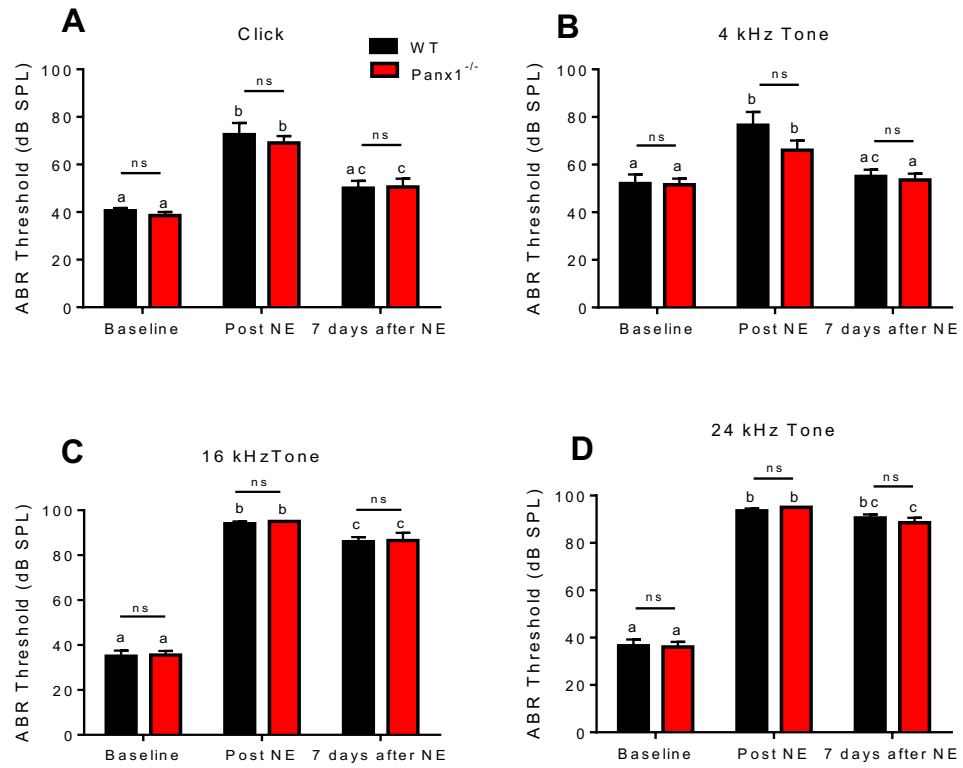 A
Click
WT
Panx1-/-
ABR Threshold (dB SPL)
100
80
60
40
20
0
ns
ns
ns
a
a
b
b
ac
c
Baseline
Post NE
7 days after NE
B
4 kHz Tone
ABR Threshold (dB SPL)
100
80
60
40
20
0
ns
ns
ns
a
a
b
b
ac
a
Baseline
Post NE
7 days after NE
C
16 kHzTone
ABR Threshold (dB SPL)
100
80
60
40
20
0
ns
ns
ns
a
a
b
b
c
c
Baseline
Post NE
7 days after NE
D
24 kHz Tone
ABR Threshold (dB SPL)
100
80
60
40
20
0
ns
ns
ns
a
a
b
b
bc
c
Baseline
Post NE
7 days after NE